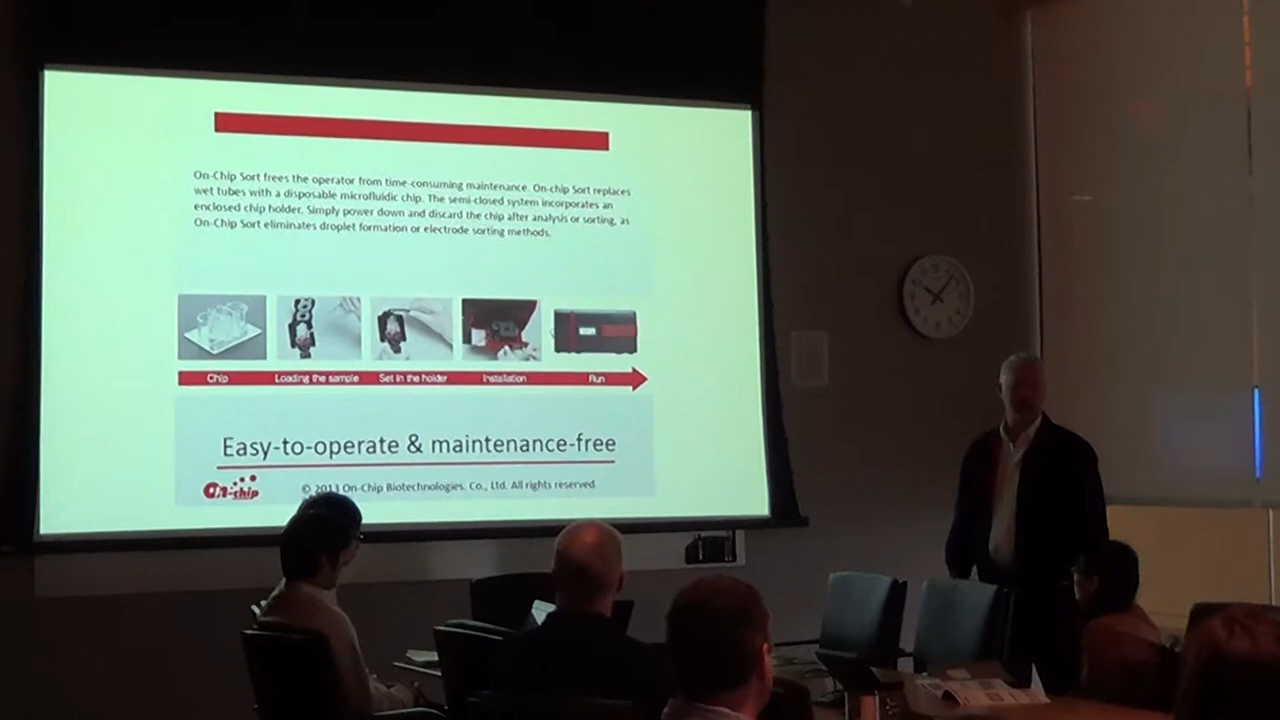 On-Chip Sort frees the operator from time-consuming maintenance. On-chip Sort replaces
wet tubes with a disposable microfluidic chip. The semi-closed system incorporates an
enclosed chip holder. Simply power down and discard the chip after analysis or sorting, as
On-Chip Sort eliminates droplet formation or electrode sorting methods.
Chip Loading the sample Set in the holder Installation Run
Easy-to-operate & maintenance-free
On-chip © 2013 On-Chip Biotechnologies. Co., Ltd. All rights reserved.